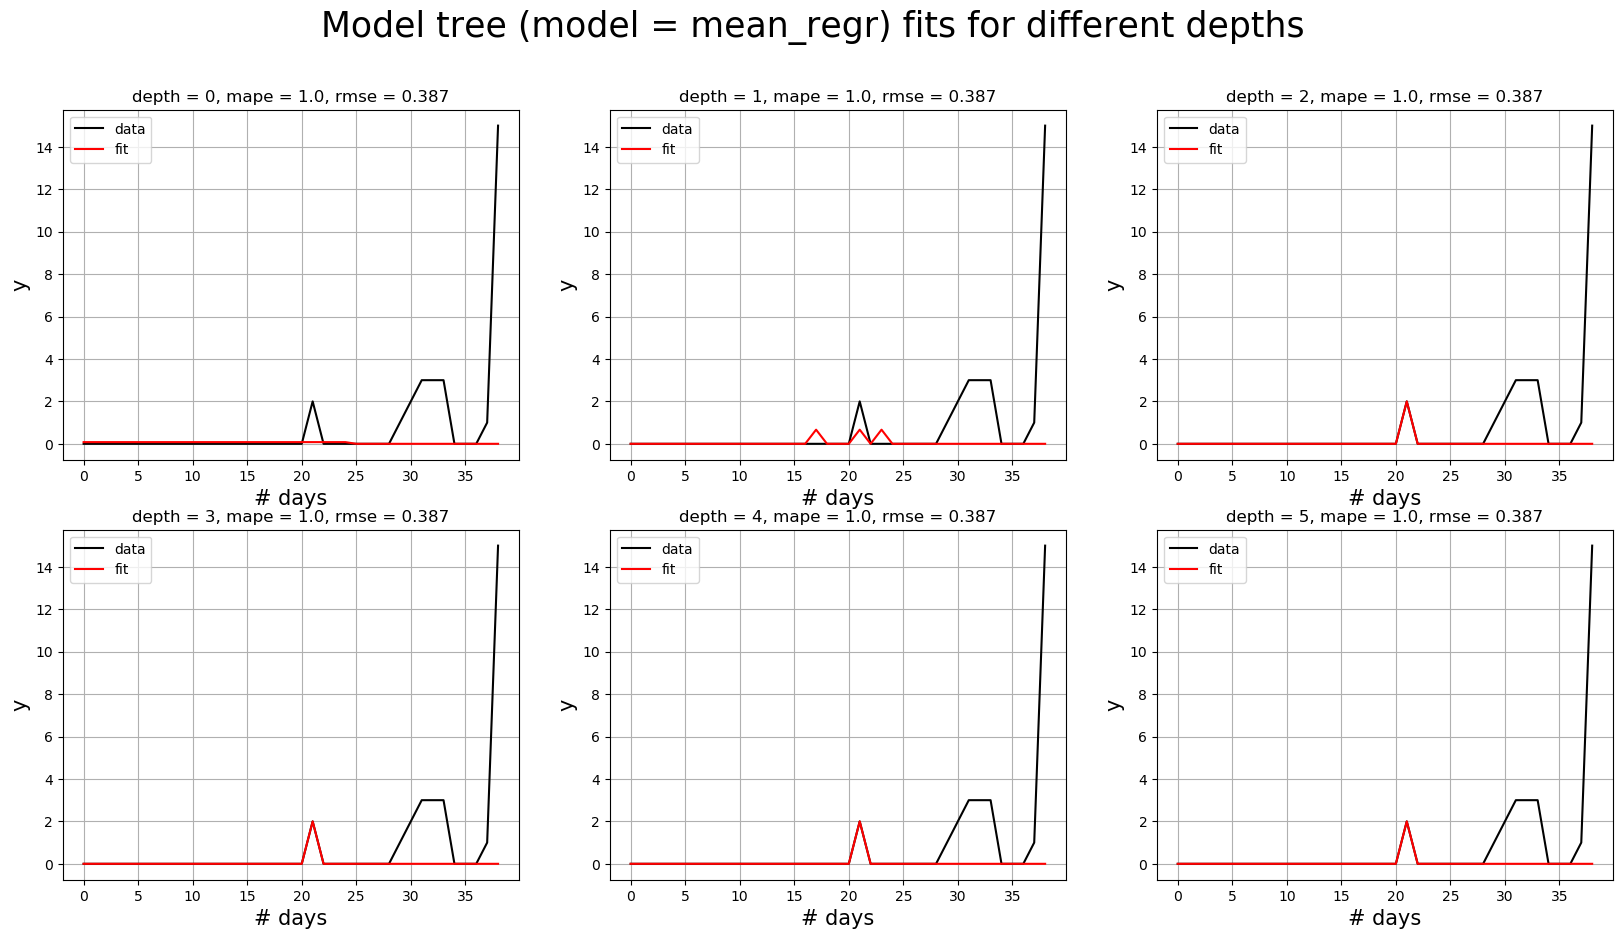 Model tree (model = mean_regr) fits for different depths
depth = 0, mape = 1.0, rmse = 0.387
data
fit
14
12
10
8
6
4
2
0
y
0 5 10 15 20 25 30 35
# days
depth = 1, mape = 1.0, rmse = 0.387
data
fit
14
12
10
8
6
4
2
0
y
0 5 10 15 20 25 30 35
# days
depth = 2, mape = 1.0, rmse = 0.387
data
fit
14
12
10
8
6
4
2
0
y
0 5 10 15 20 25 30 35
# days
depth = 3, mape = 1.0, rmse = 0.387
data
fit
14
12
10
8
6
4
2
0
y
0 5 10 15 20 25 30 35
# days
depth = 4, mape = 1.0, rmse = 0.387
data
fit
14
12
10
8
6
4
2
0
y
0 5 10 15 20 25 30 35
# days
depth = 5, mape = 1.0, rmse = 0.387
data
fit
14
12
10
8
6
4
2
0
y
0 5 10 15 20 25 30 35
# days